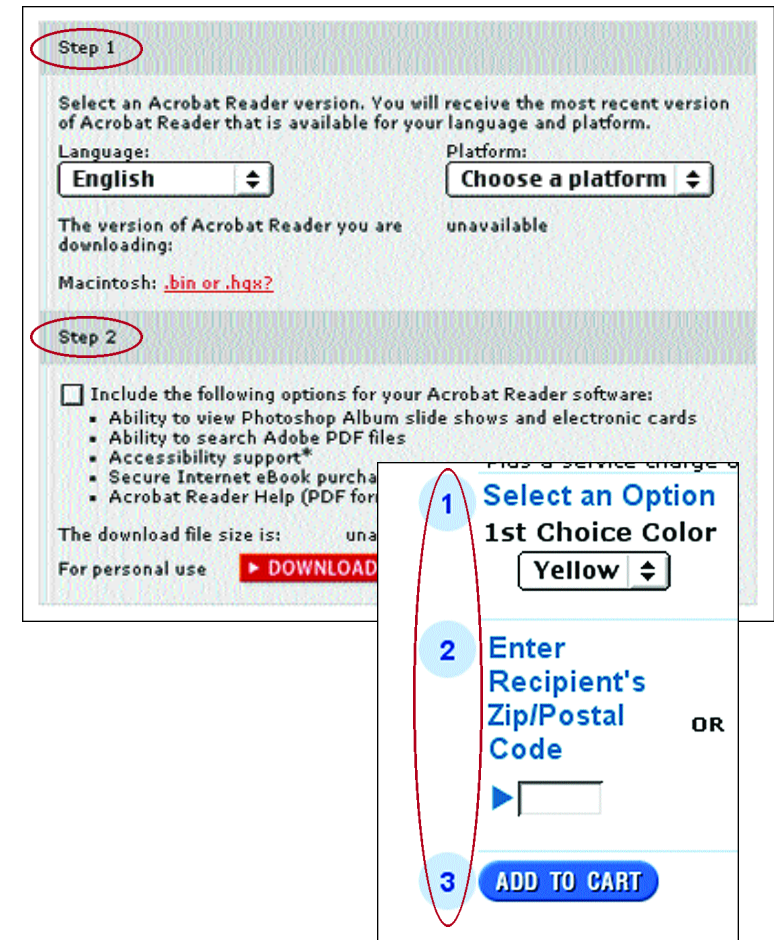 Step 1
Select an Acrobat Reader version. You will receive the most recent version
of Acrobat Reader that is available for your language and platform.
Language: Platform:
English Choose a platform
The version of Acrobat Reader you are unavailable
downloading:
Macintosh: .bin or .hqx?
Step 2
Include the following options for your Acrobat Reader software:
▪ Ability to view Photoshop Album slide shows and electronic cards
▪ Ability to search Adobe PDF files
▪ Accessibility support*
▪ Secure Internet eBook purcha
▪ Acrobat Reader Help (PDF for
The download file size is: una
For personal use DOWNLOAD
Plus a service charge
1 Select an Option
1st Choice Color
Yellow
2 Enter
Recipient's
Zip/Postal OR
Code
3 ADD TO CART